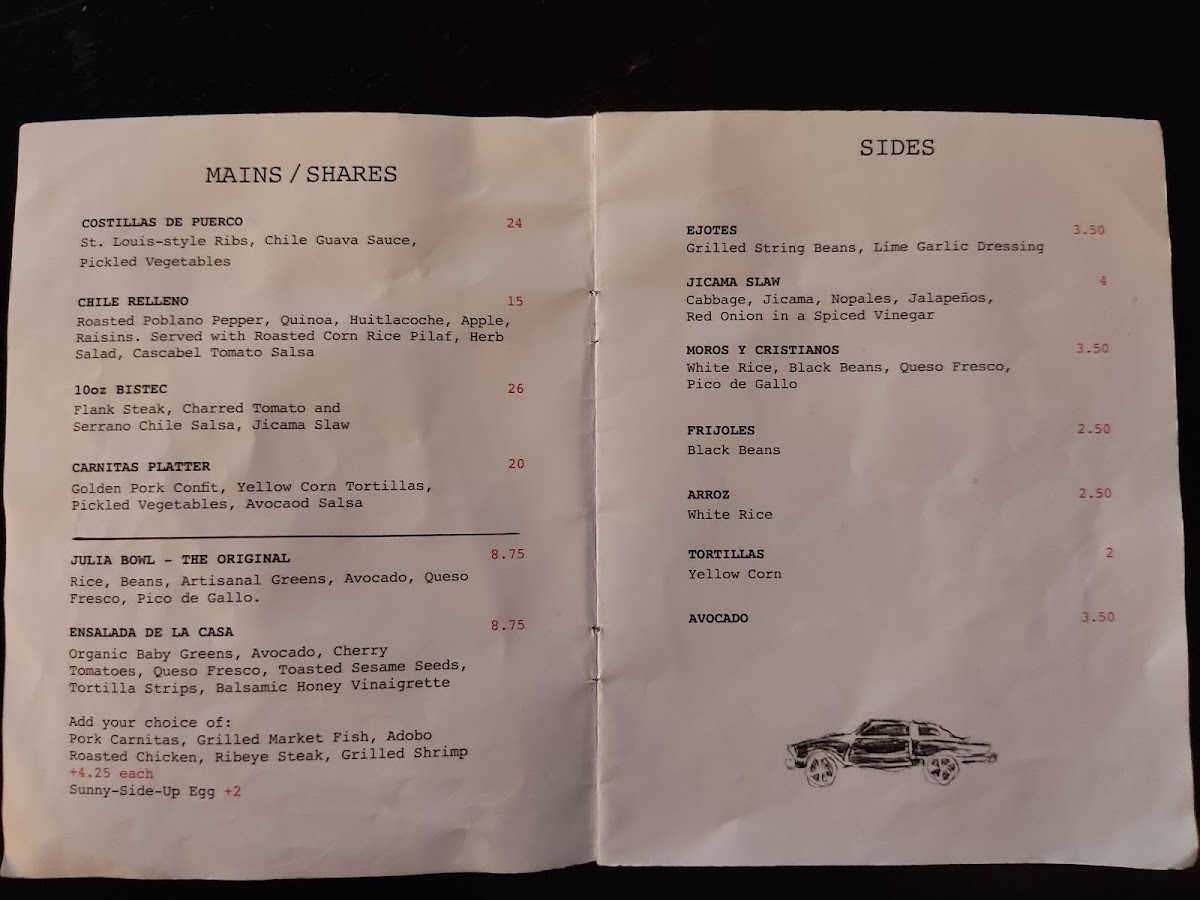 MAINS/SHARES
COSTILLAS DE PUERCO 24
St. Louis-style Ribs, Chile Guava Sauce,
Pickled Vegetables
CHILE RELLENO 15
Roasted Poblano Pepper, Quinoa, Huitlacoche, Apple,
Raisins. Served with Roasted Corn Rice Pilaf, Herb
Salad, Cascabel Tomato Salsa
10oz BISTEC 26
Flank Steak, Charred Tomato and
Serrano Chile Salsa, Jicama Slaw
CARNITAS PLATTER 20
Golden Pork Confit, Yellow Corn Tortillas,
Pickled Vegetables, Avocaod Salsa
JULIA BOWL - THE ORIGINAL 8.75
Rice, Beans, Artisanal Greens, Avocado, Queso
Fresco, Pico de Gallo.
ENSALADA DE LA CASA 8.75
Organic Baby Greens, Avocado, Cherry
Tomatoes, Queso Fresco, Toasted Sesame Seeds,
Tortilla Strips, Balsamic Honey Vinaigrette
Add your choice of:
Pork Carnitas, Grilled Market Fish, Adobo
Roasted Chicken, Ribeye Steak, Grilled Shrimp
+4.25 each
Sunny-Side-Up Egg +2
SIDES
EJOTES 3.50
Grilled String Beans, Lime Garlic Dressing
JICAMA SLAW 4
Cabbage, Jicama, Nopales, Jalapeños,
Red Onion in a Spiced Vinegar
MOROS Y CRISTIANOS 3.50
White Rice, Black Beans, Queso Fresco,
Pico de Gallo
FRIJOLES 2.50
Black Beans
ARROZ 2.50
White Rice
TORTILLAS 2
Yellow Corn
AVOCADO 3.50